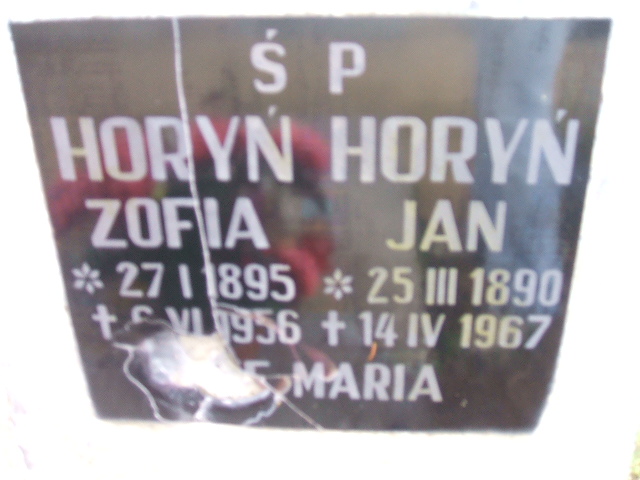 Ś P
HORYŃ HORYŃ
ZOFIA JAN
* 27 I 1895 * 25 III 1890
† 6 VI 1956 † 14 IV 1967
MARIA